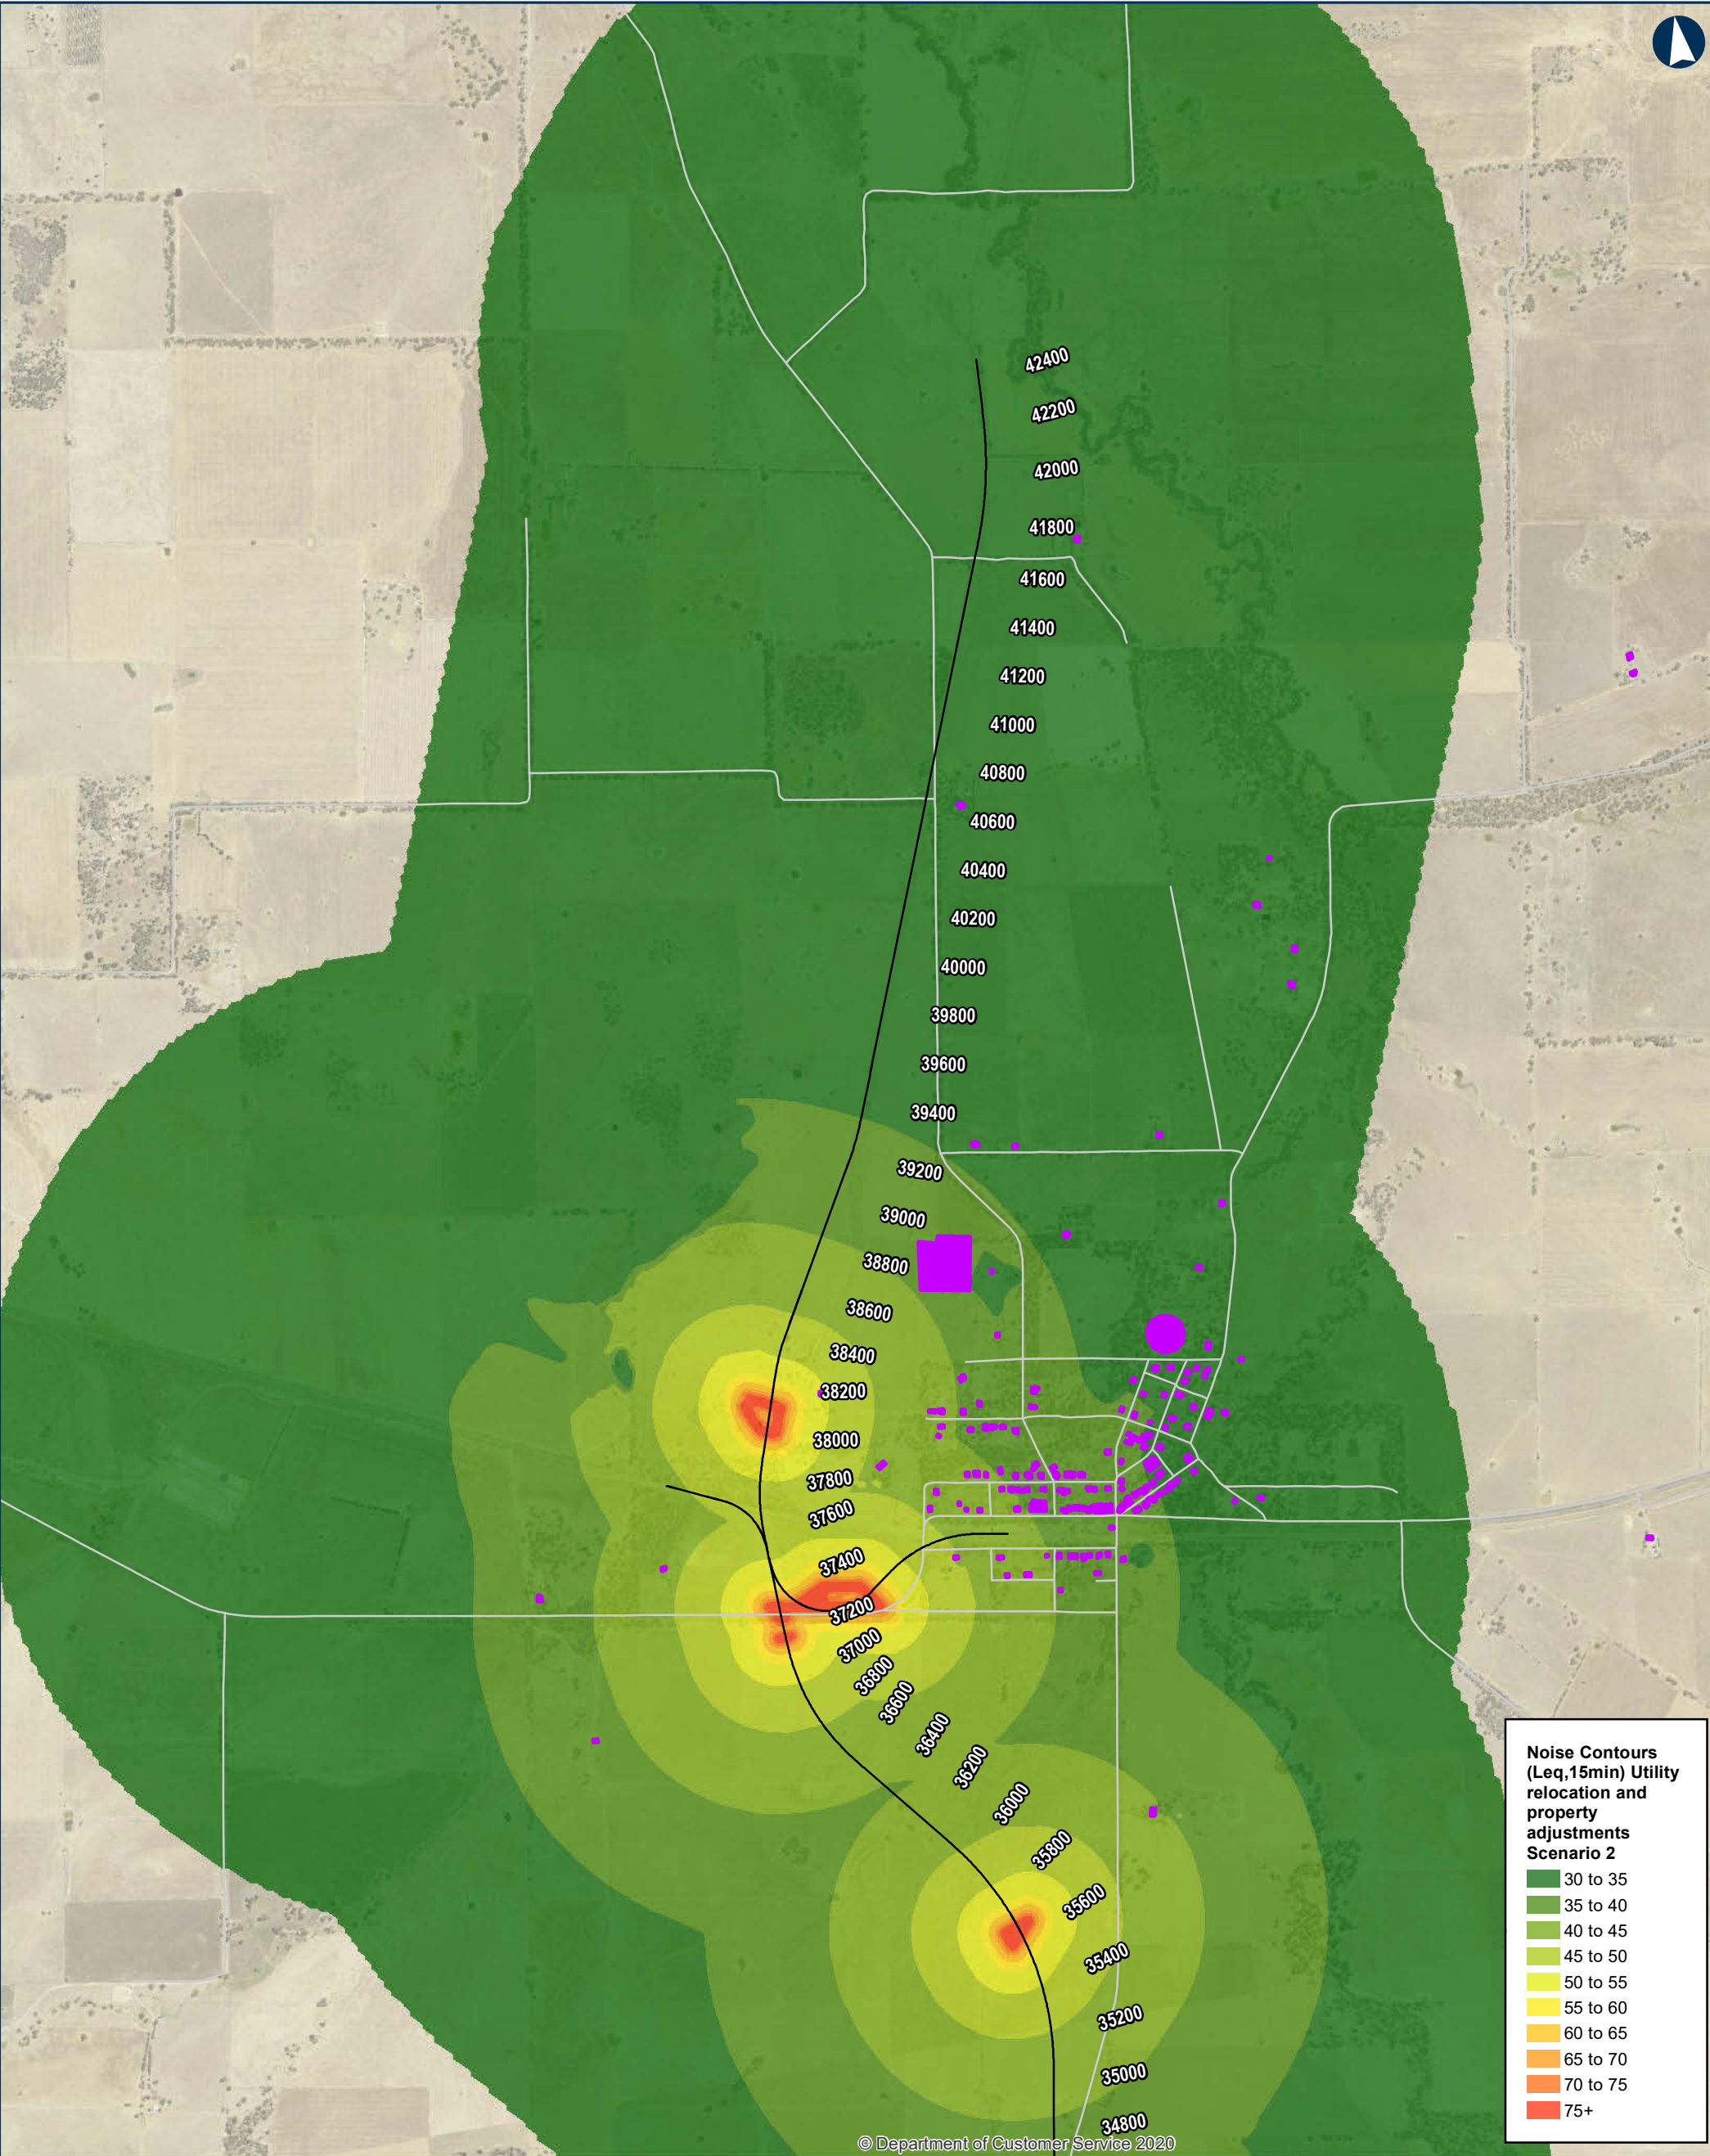 42400
42200
42000
41800
41600
41400
41200
41000
40800
40600
40400
40200
40000
39800
39600
39400
39200
39000
38800
38600
38400
38200
38000
37800
37600
37400
37200
37000
36800
36600
36400
36200
36000
35800
35600
35400
35200
35000
34800
Noise Contours
(Leq,15min) Utility
relocation and
property
adjustments
Scenario 2
30 to 35
35 to 40
40 to 45
45 to 50
50 to 55
55 to 60
60 to 65
65 to 70
70 to 75
75+
© Department of Customer Service 2020